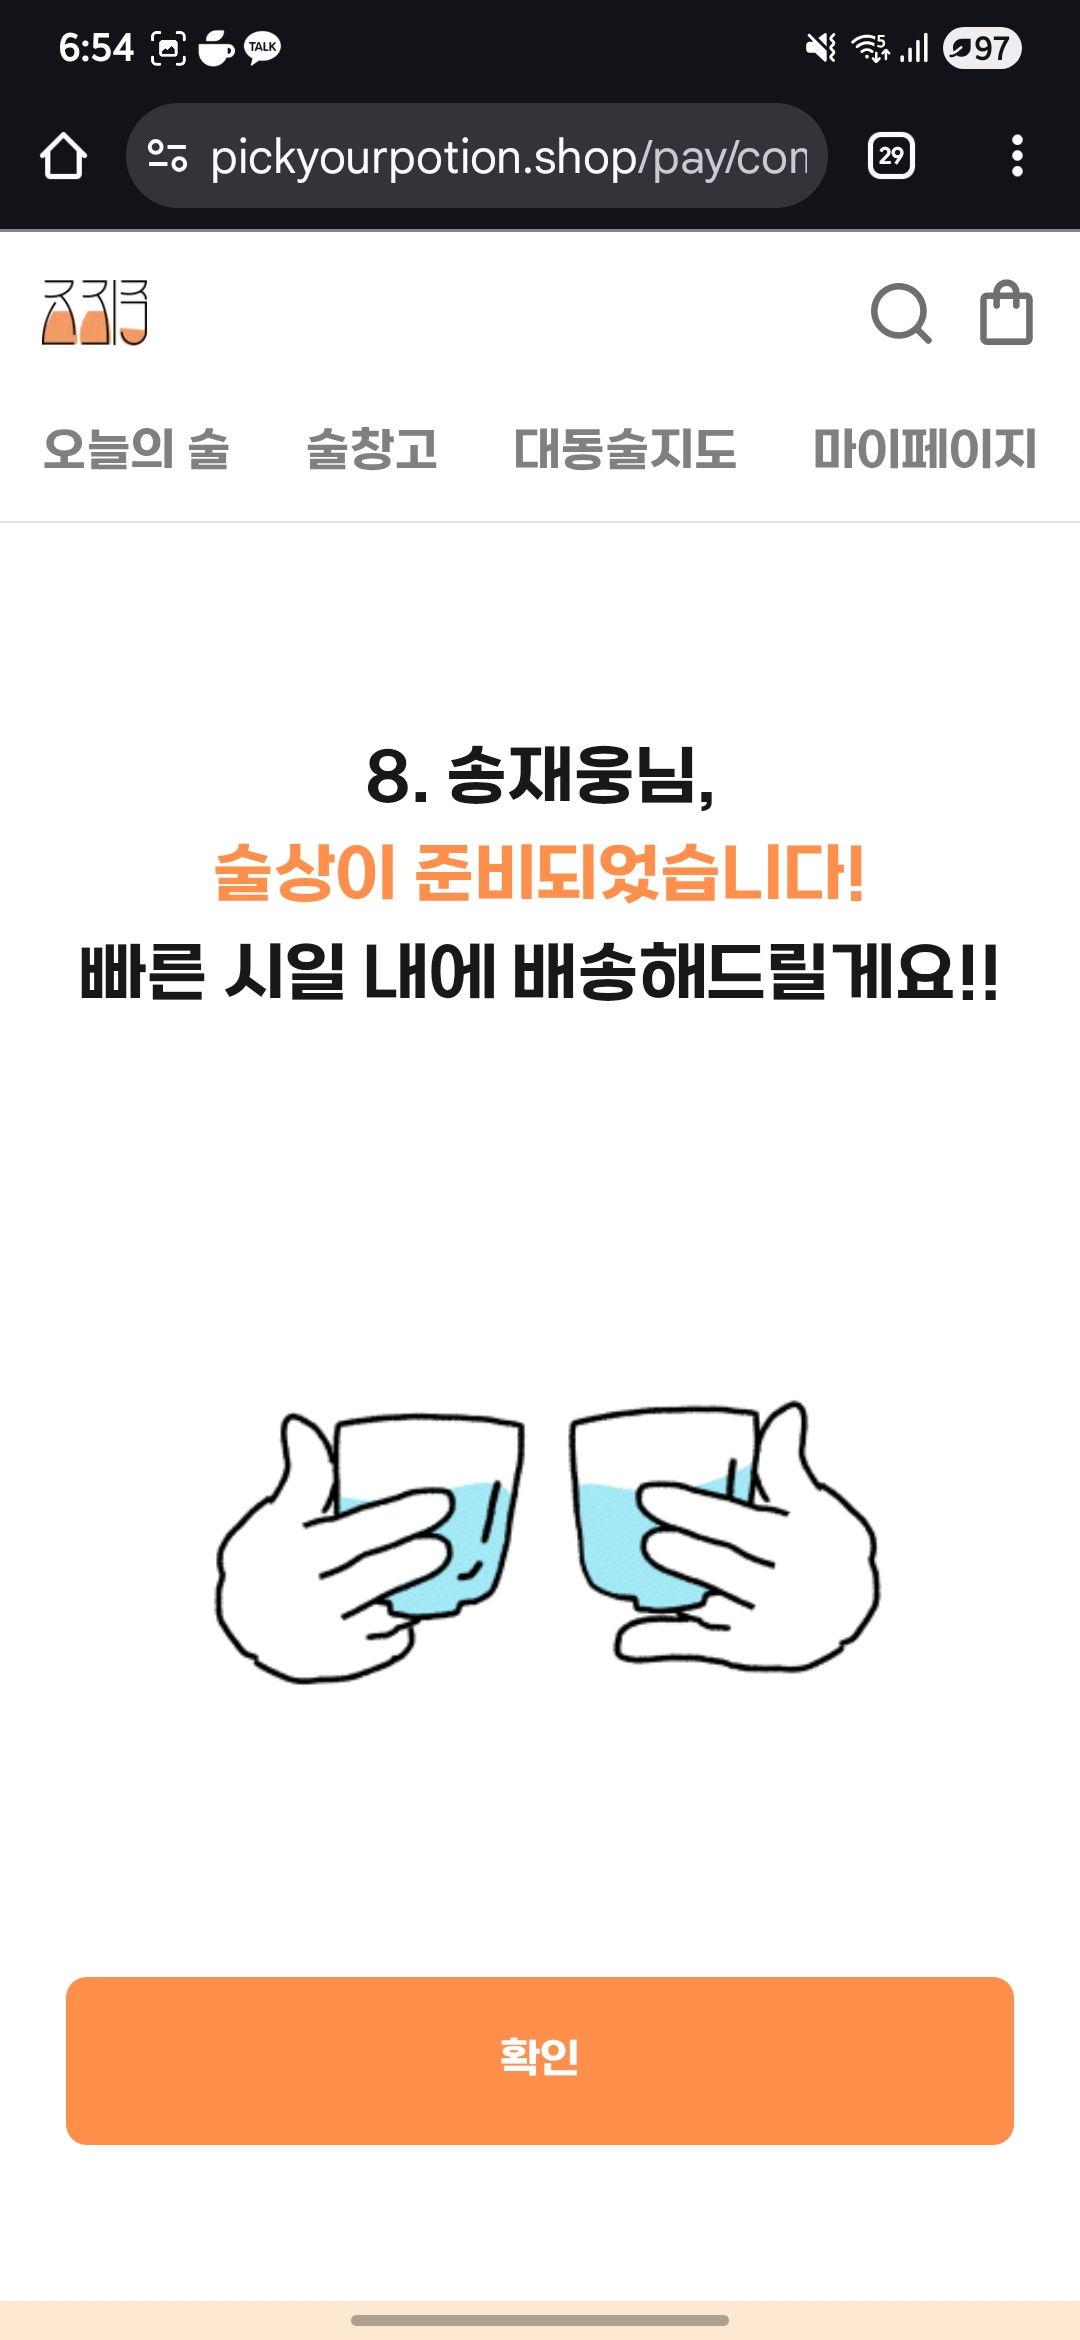 6:54 TALK 5 97
pickyourpotion.shop/pay/con
29
오늘의 술 술창고 대동술지도 마이페이지
8. 송재웅님,
술상이 준비되었습니다!
빠른 시일 내에 배송해드릴게요!!
확인